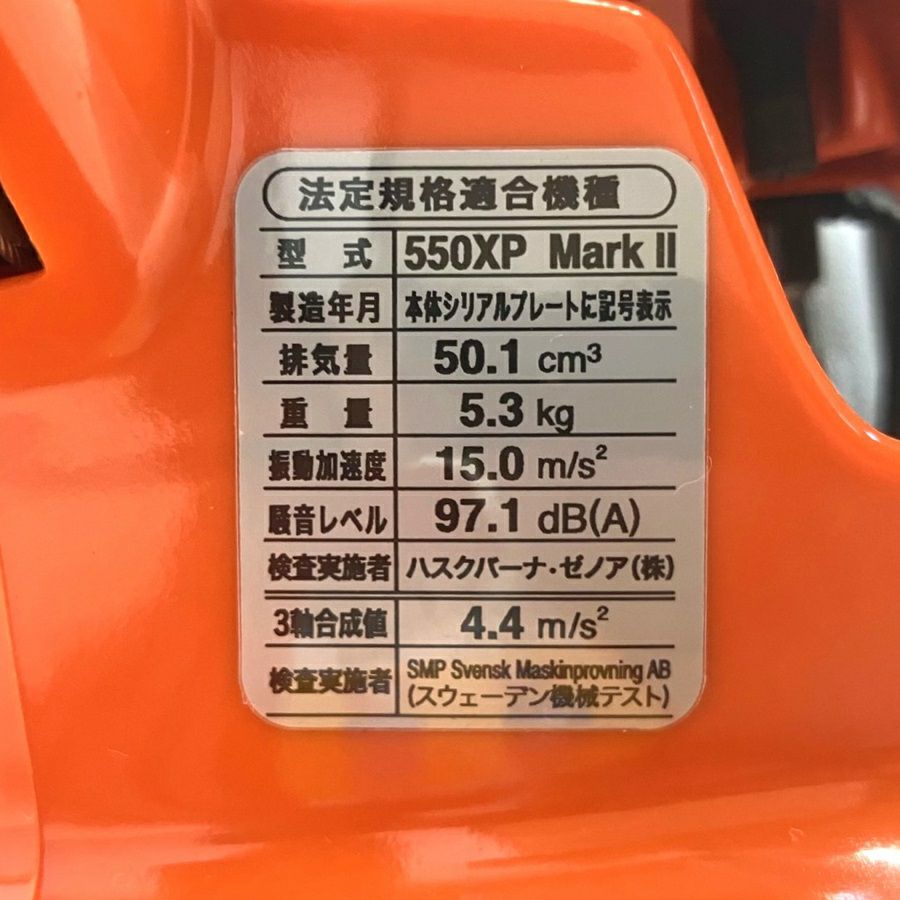 法定規格適合機種
型 式 550XP Mark II
製造年月 本体シリアルプレートに記号表示
排気量 50.1 cm³
重 量 5.3 kg
振動加速度 15.0 m/s²
騒音レベル 97.1 dB(A)
検査実施者 ハスクバーナ・ゼノア(株)
3軸合成値 4.4 m/s²
検査実施者 SMP Svensk Maskinprovning AB
(スウェーデン機械テスト)